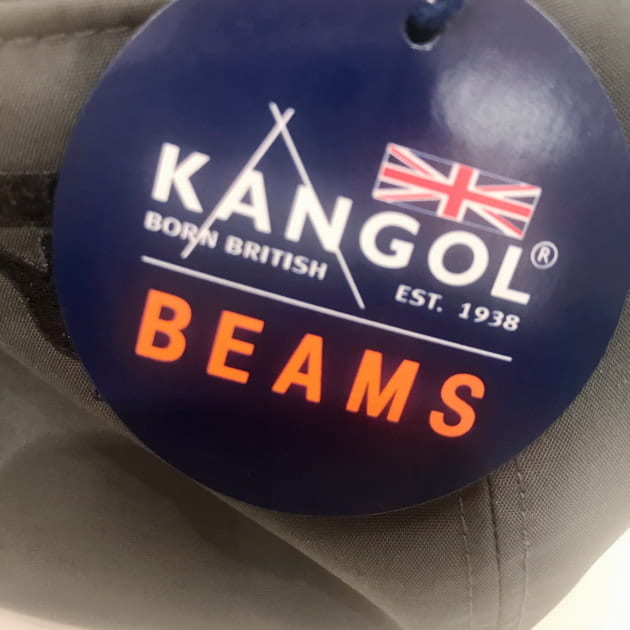 KANGOL®
BORN BRITISH
EST. 1938
BEAMS